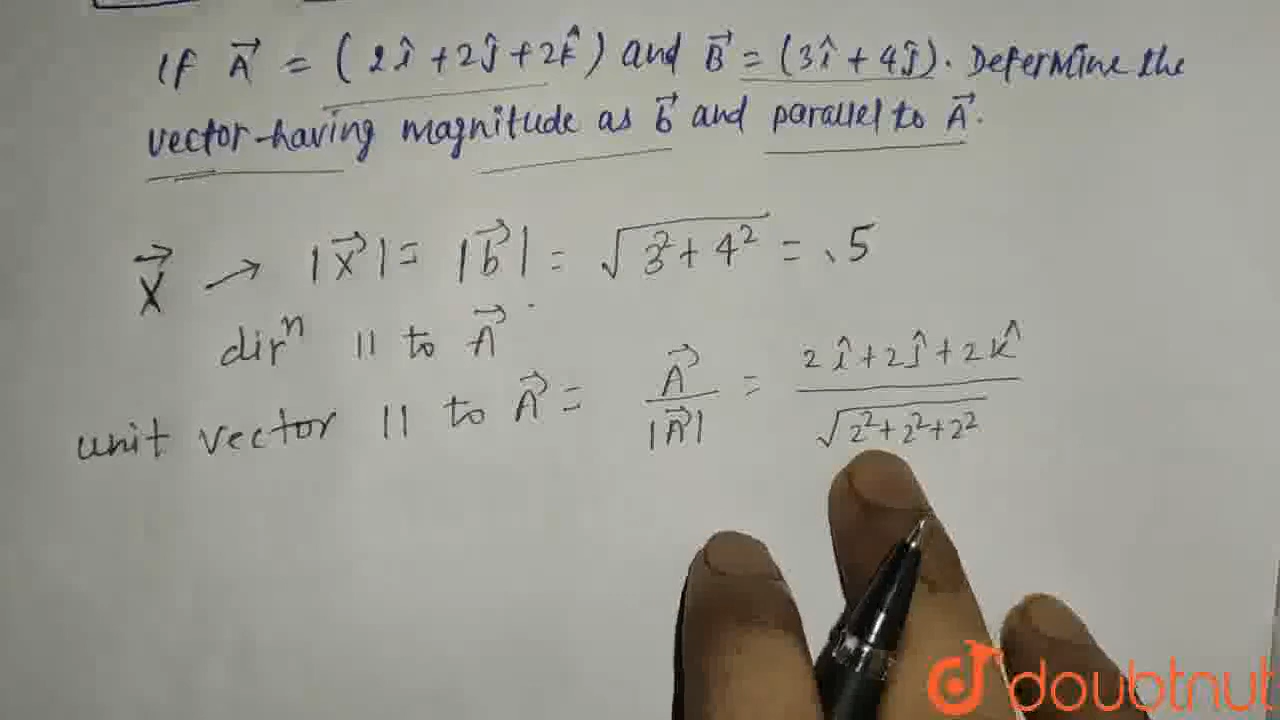 If A⃗ = (2î + 2ĵ + 2k̂) and B⃗ = (3î + 4ĵ). Determine the
vector having magnitude as b⃗ and parallel to A⃗.
X⃗ → |X⃗| = |b⃗| = √(3² + 4²) = 5
dirⁿ || to A⃗
unit vector || to A⃗ = A⃗/|A⃗| = (2î + 2ĵ + 2k̂)/√(2² + 2² + 2²)
doubtnut